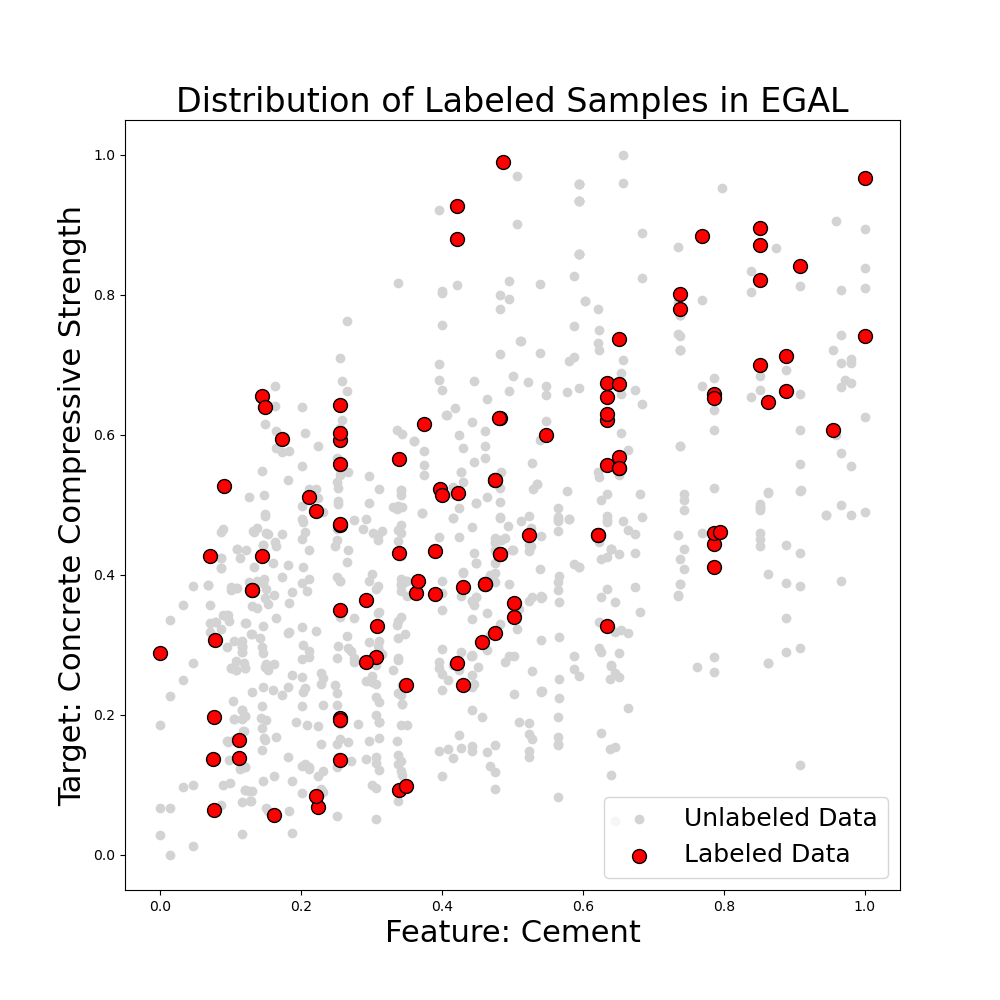 Distribution of Labeled Samples in EGAL
Target: Concrete Compressive Strength
1.0
0.8
0.6
0.4
0.2
0.0
Unlabeled Data
Labeled Data
0.0 0.2 0.4 0.6 0.8 1.0
Feature: Cement